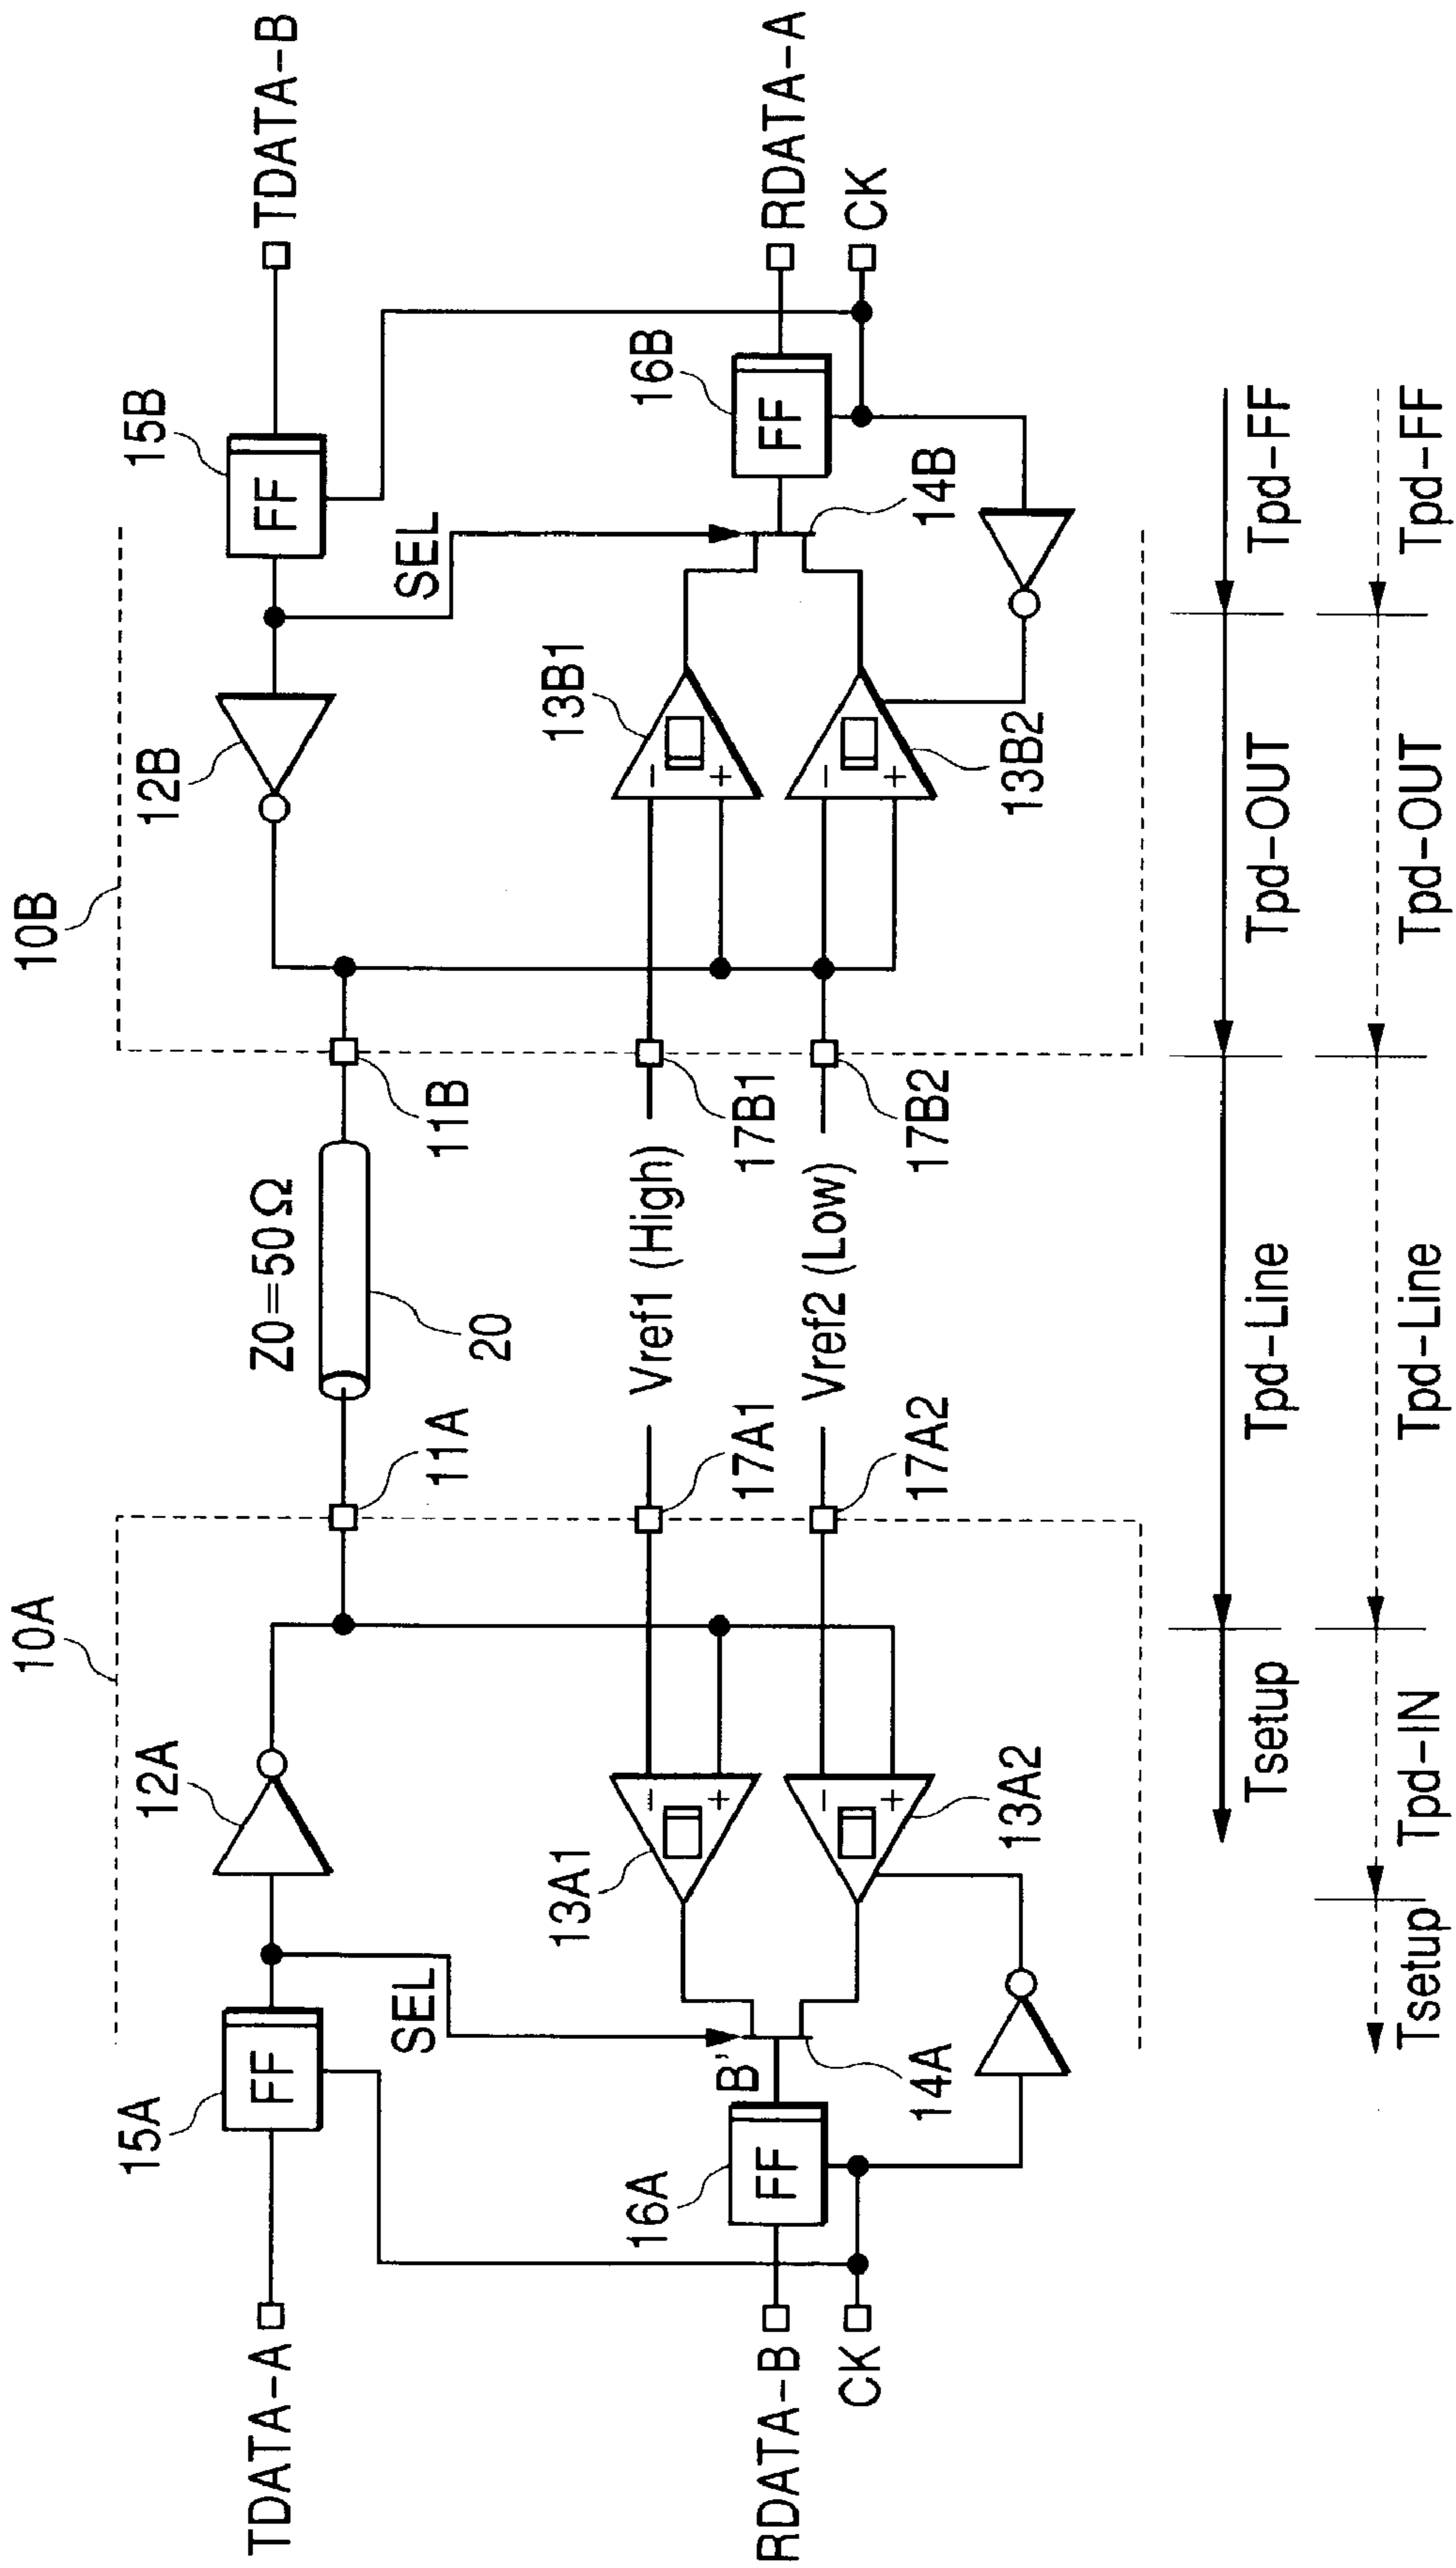 10A
10B
TDATA-A
15A
FF
12A
SEL
11A
Z0=50Ω
20
11B
12B
15B
FF
TDATA-B
SEL
RDATA-B
16A
FF
B'
14A
13A1
-
+
17A1
Vref1 (High)
17B1
13B1
-
+
14B
16B
FF
RDATA-A
CK
13A2
-
+
17A2
Vref2 (Low)
17B2
13B2
-
+
CK
Tsetup
Tpd-Line
Tpd-OUT
Tpd-FF
Tsetup
Tpd-IN
Tpd-Line
Tpd-OUT
Tpd-FF